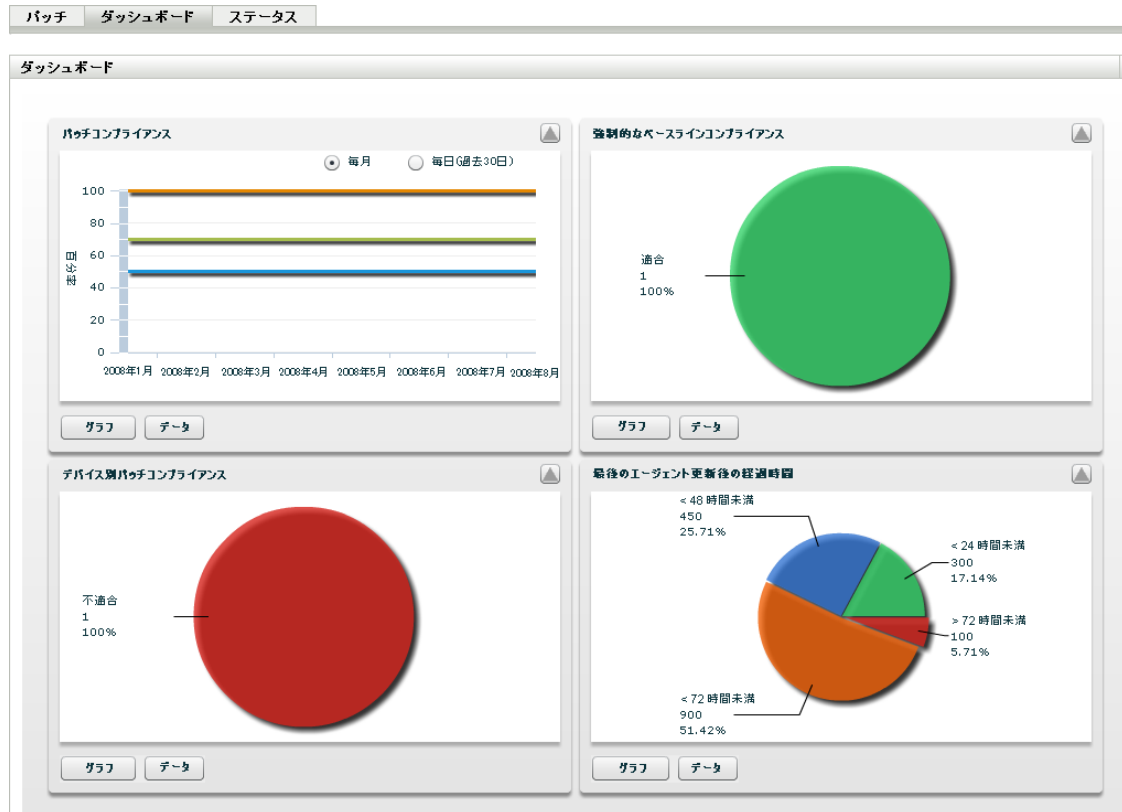 パッチ ダッシュボード ステータス
ダッシュボード
パッチコンプライアンス
毎月 毎日(過去30日)
百分率
100
80
60
40
20
0
2008年1月 2008年2月 2008年3月 2008年4月 2008年5月 2008年6月 2008年7月 2008年8月
グラフ データ
強制的なベースラインコンプライアンス
適合
1
100%
グラフ データ
デバイス別パッチコンプライアンス
不適合
1
100%
グラフ データ
最後のエージェント更新後の経過時間
< 48 時間未満
450
25.71%
< 24 時間未満
300
17.14%
> 72 時間未満
100
5.71%
< 72 時間未満
900
51.42%
グラフ データ